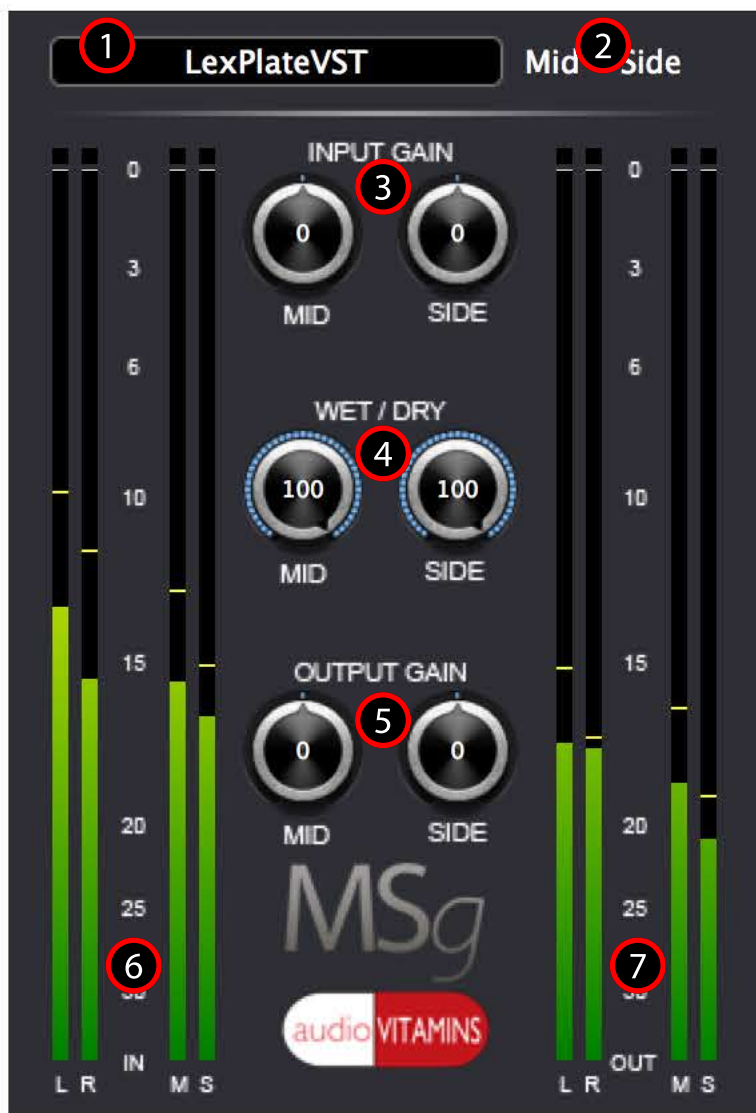 1 LexPlateVST Mid 2 Side
INPUT GAIN
3
0 0
MID SIDE
WET / DRY
4
100 100
MID SIDE
OUTPUT GAIN
5
0 0
MID SIDE
MSg
audio VITAMINS
0
3
6
10
15
20
25
6
IN
L R M S
0
3
6
10
15
20
25
7
OUT
L R M S